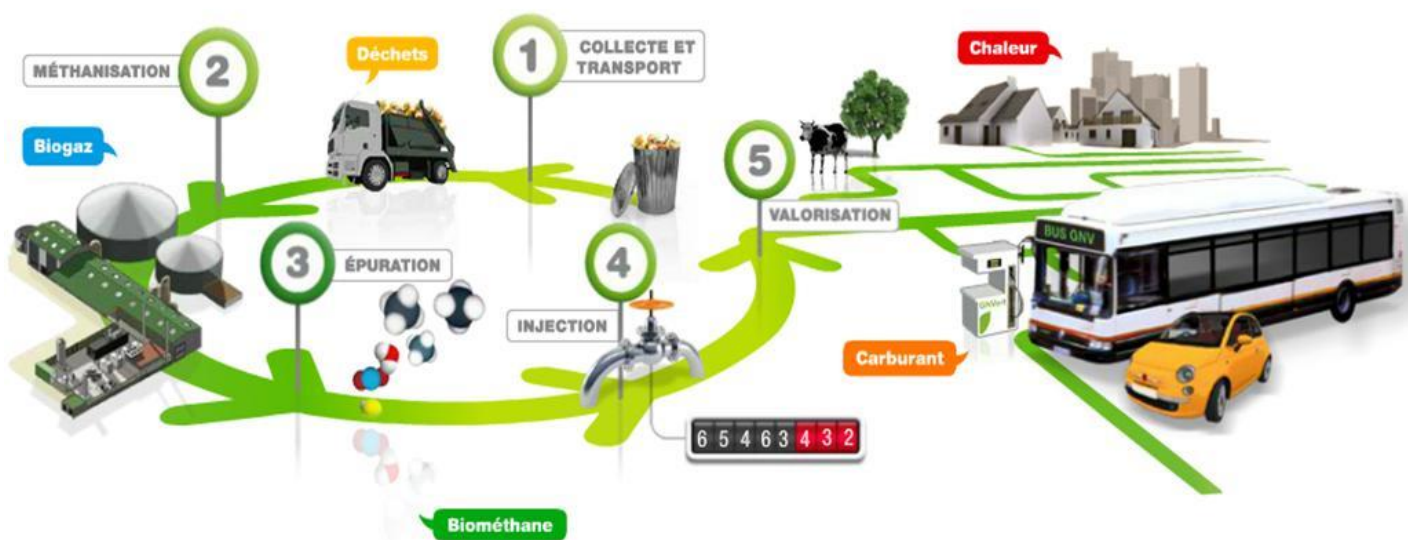 1
COLLECTE ET
TRANSPORT
Déchets
2
MÉTHANISATION
Biogaz
3
ÉPURATION
Biométhane
4
INJECTION
6 5 4 6 3 4 3 2
5
VALORISATION
Chaleur
BUS GNV
GNVert
Carburant